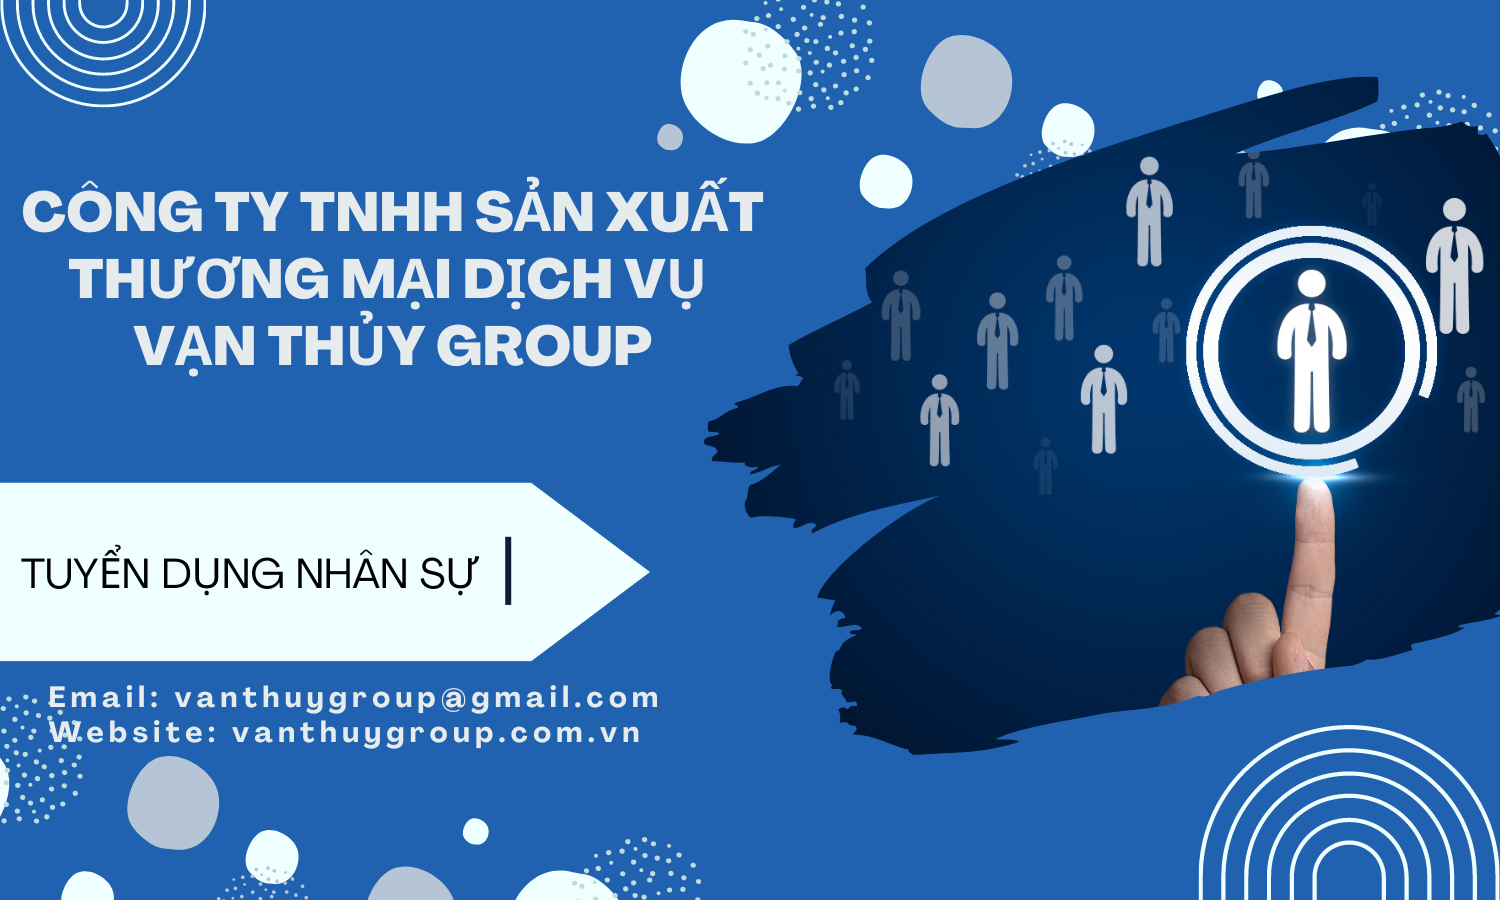 CÔNG TY TNHH SẢN XUẤT
THƯƠNG MẠI DỊCH VỤ
VẠN THỦY GROUP
TUYỂN DỤNG NHÂN SỰ
Email: vanthuygroup@gmail.com
Website: vanthuygroup.com.vn